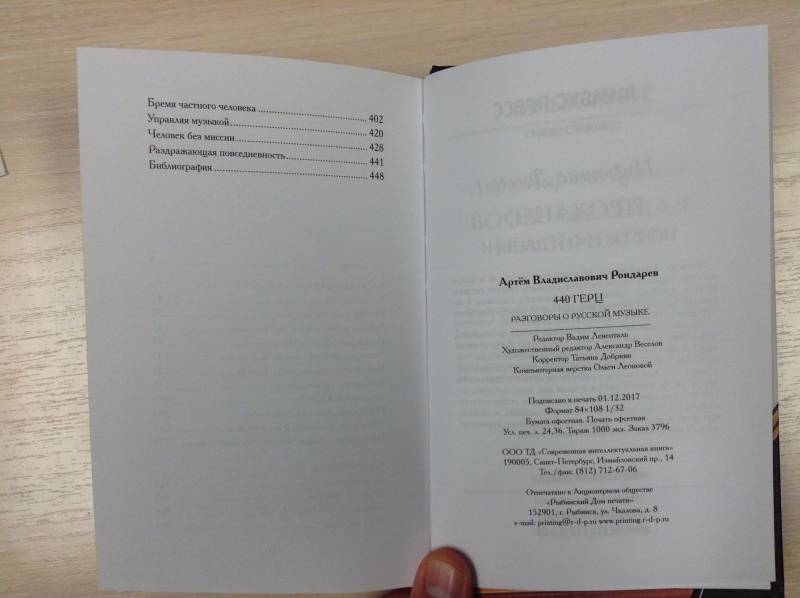 Бремя частного человека ........ 402
Управляя музыкой ........ 420
Человек без миссии ........ 428
Раздражающая повседневность ........ 441
Библиография ........ 448
Артём Владиславович Рондарев
440 ГЕРЦ
РАЗГОВОРЫ О РУССКОЙ МУЗЫКЕ
Редактор Вадим Левенталь
Художественный редактор Александр Веселов
Корректор Татьяна Добриян
Компьютерная верстка Ольги Леоновой
Подписано в печать 01.12.2017
Формат 84×108 1/32
Бумага офсетная. Печать офсетная
Усл. печ. л. 24,36. Тираж 1000 экз. Заказ 3796
ООО ТД «Современная интеллектуальная книга»
190005, Санкт-Петербург, Измайловский пр., 14
Тел./факс (812) 712-67-06
Отпечатано в Акционерном обществе
«Рыбинский Дом печати»
152901, г. Рыбинск, ул. Чкалова, д. 8
e-mail: printing@r-d-p.ru www.printing.r-d-p.ru